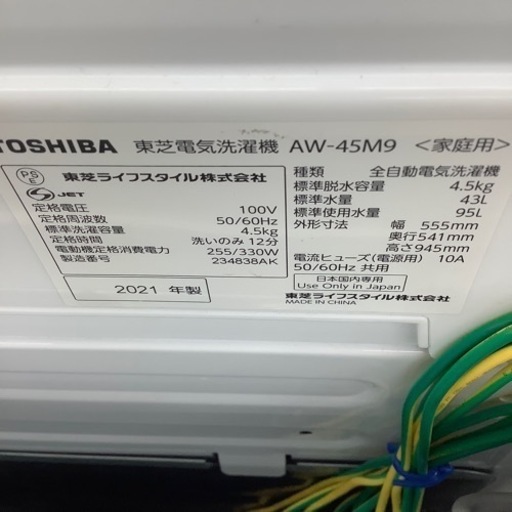 TOSHIBA 東芝電気洗濯機 AW-45M9 <家庭用>
PS
E
JET
東芝ライフスタイル株式会社
定格電圧 100V
定格周波数 50/60Hz
標準洗濯容量 4.5kg
定格時間 洗いのみ 12分
電動機定格消費電力 255/330W
製造番号 234838AK
2021 年製
種類 全自動電気洗濯機
標準脱水容量 4.5kg
標準水量 43L
標準使用水量 95L
外形寸法 幅 555mm
奥行541mm
高さ945mm
電流ヒューズ(電源用) 10A
50/60Hz 共用
日本国内専用
Use Only in Japan
東芝ライフスタイル株式会社
MADE IN CHINA